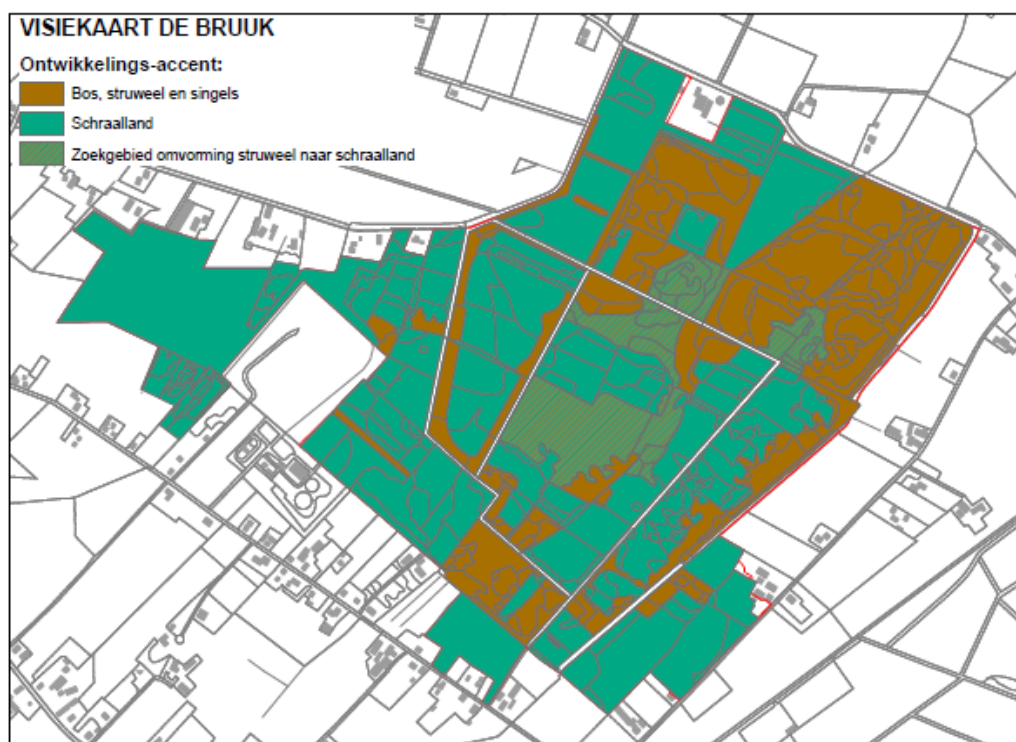 VISIEKAART DE BRUUK
Ontwikkelings-accent:
Bos, struweel en singels
Schraalland
Zoekgebied omvorming struweel naar schraalland